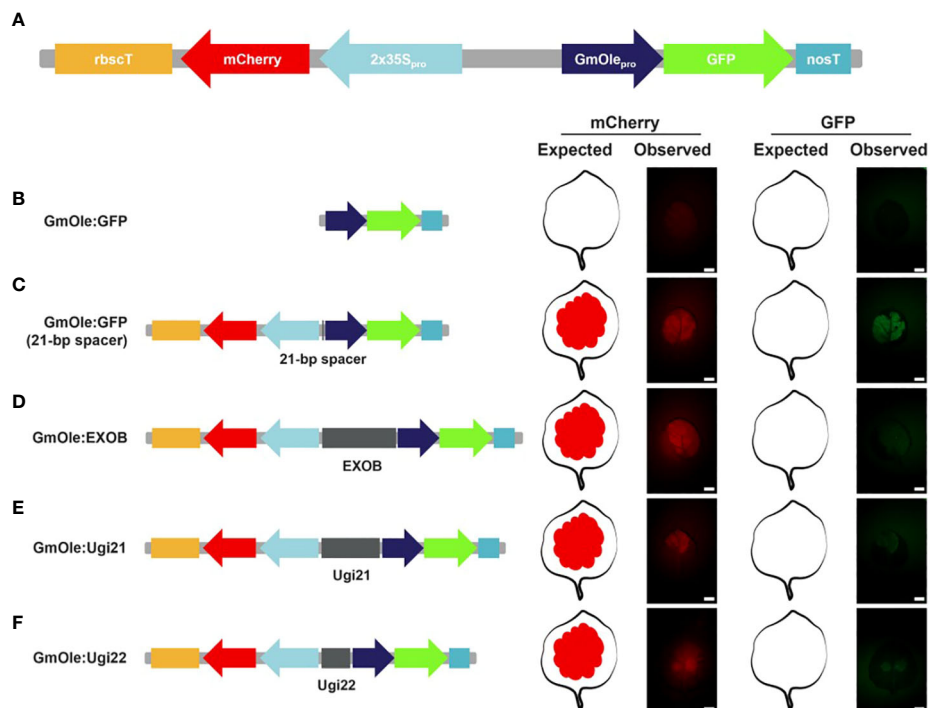 A
rbscT mCherry 2x35Spro GmOlepro GFP nosT
mCherry GFP
Expected Observed Expected Observed
B
GmOle:GFP
C
GmOle:GFP
(21-bp spacer)
21-bp spacer
D
GmOle:EXOB
EXOB
E
GmOle:Ugi21
Ugi21
F
GmOle:Ugi22
Ugi22